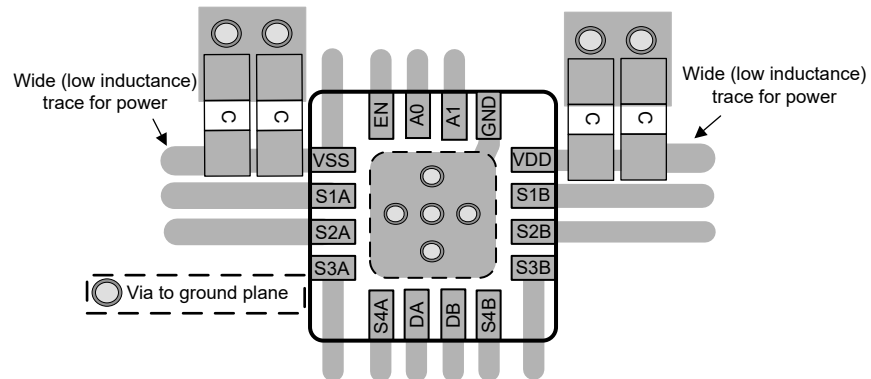 Wide (low inductance)
trace for power
C
C
C
C
Wide (low inductance)
trace for power
EN
A0
A1
GND
VSS
VDD
S1A
S1B
S2A
S2B
S3A
S3B
Via to ground plane
S4A
DA
DB
S4B